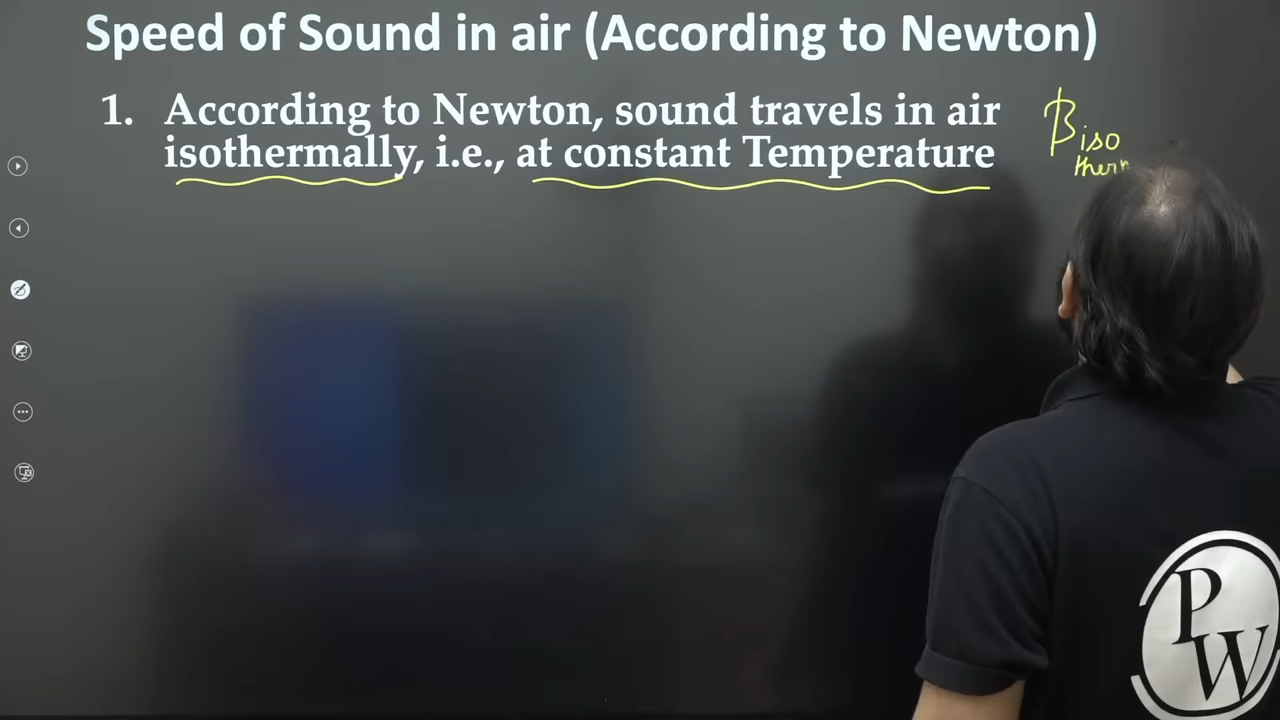 Speed of Sound in air (According to Newton)
1. According to Newton, sound travels in air
isothermally, i.e., at constant Temperature
Biso
PW